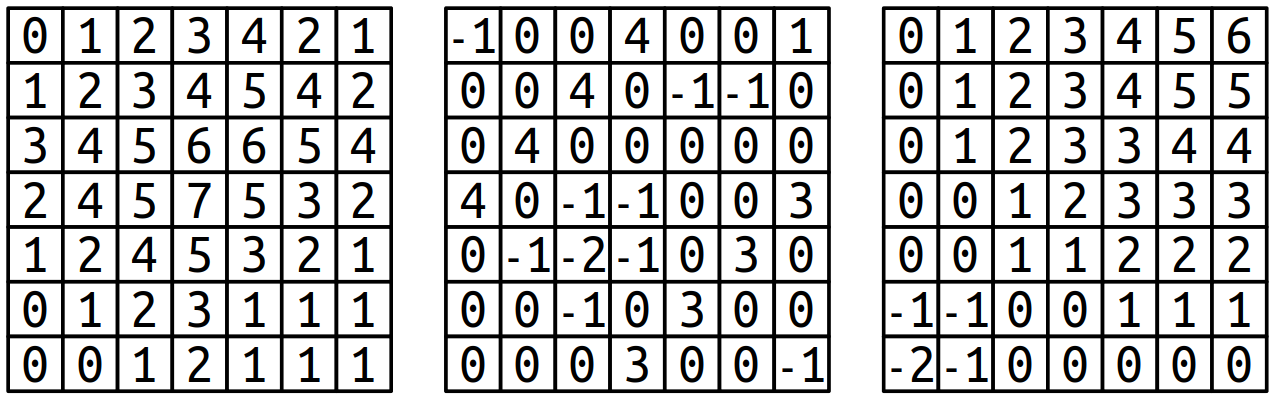 0 1 2 3 4 2 1 -1 0 0 4 0 0 1 0 1 2 3 4 5 6
1 2 3 4 5 4 2 0 0 4 0 -1 -1 0 0 1 2 3 4 5 5
3 4 5 6 6 5 4 0 4 0 0 0 0 0 0 1 2 3 3 4 4
2 4 5 7 5 3 2 4 0 -1 -1 0 0 3 0 0 1 2 3 3 3
1 2 4 5 3 2 1 0 -1 -2 -1 0 3 0 0 0 1 1 2 2 2
0 1 2 3 1 1 1 0 0 -1 0 3 0 0 -1 -1 0 0 1 1 1
0 0 1 2 1 1 1 0 0 0 3 0 0 -1 -2 -1 0 0 0 0 0